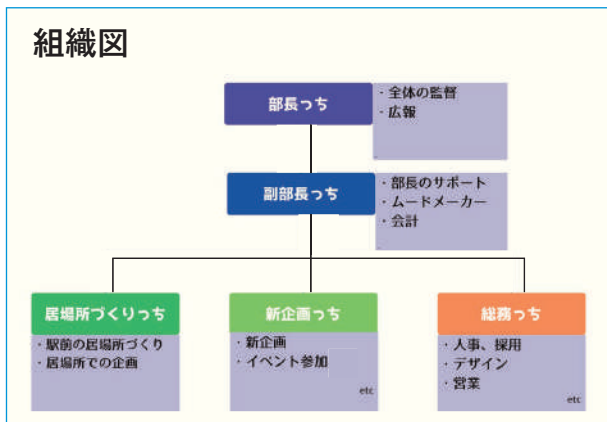 組織図
部長っち
・全体の監督
・広報
副部長っち
・部長のサポート
・ムードメーカー
・会計
居場所づくりっち
・駅前の居場所づくり
・居場所での企画
新企画っち
・新企画
・イベント参加
etc
総務っち
・人事、採用
・デザイン
・営業
etc